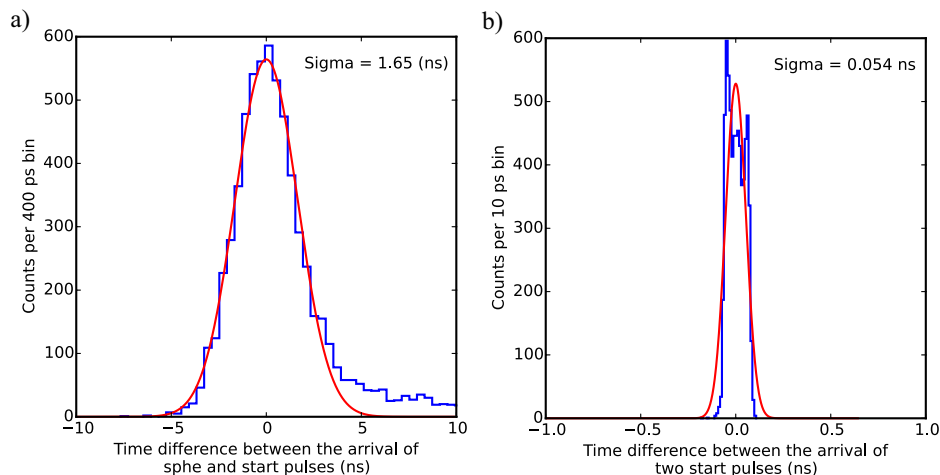 a)
Sigma = 1.65 (ns)
Counts per 400 ps bin
600
500
400
300
200
100
0
−10
−5
0
5
10
Time difference between the arrival of
sphe and start pulses (ns)
b)
Sigma = 0.054 ns
Counts per 10 ps bin
600
500
400
300
200
100
0
−1.0
−0.5
0.0
0.5
1.0
Time difference between the arrival of
two start pulses (ns)